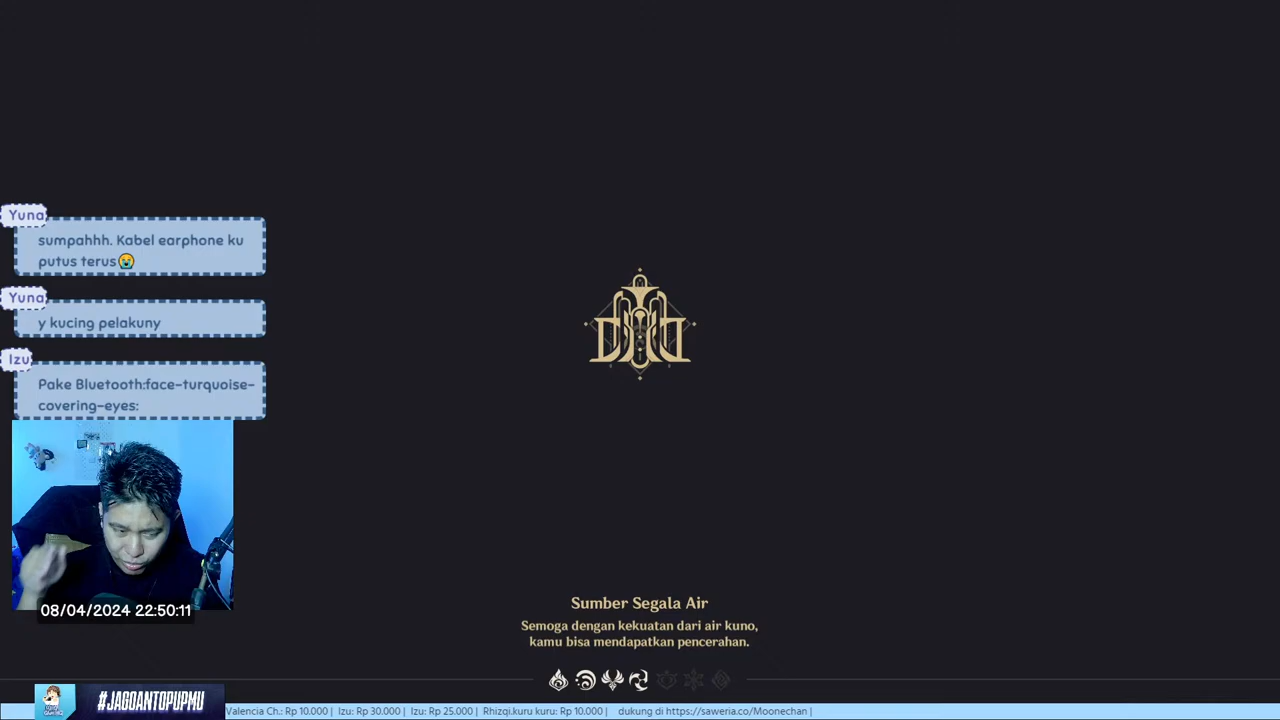 Yuna
sumpahhh. Kabel earphone ku
putus terus😭
Yuna
y kucing pelakuny
Izu
Pake Bluetooth:face-turquoise-
covering-eyes:
08/04/2024 22:50:11
Sumber Segala Air
Semoga dengan kekuatan dari air kuno,
kamu bisa mendapatkan pencerahan.
#JAGOANTOPUPMU
Valencia Ch.: Rp 10.000 | Izu: Rp 30.000 | Izu: Rp 25.000 | Rhizqi.kuru kuru: Rp 10.000 | dukung di https://saweria.co/Moonechan |